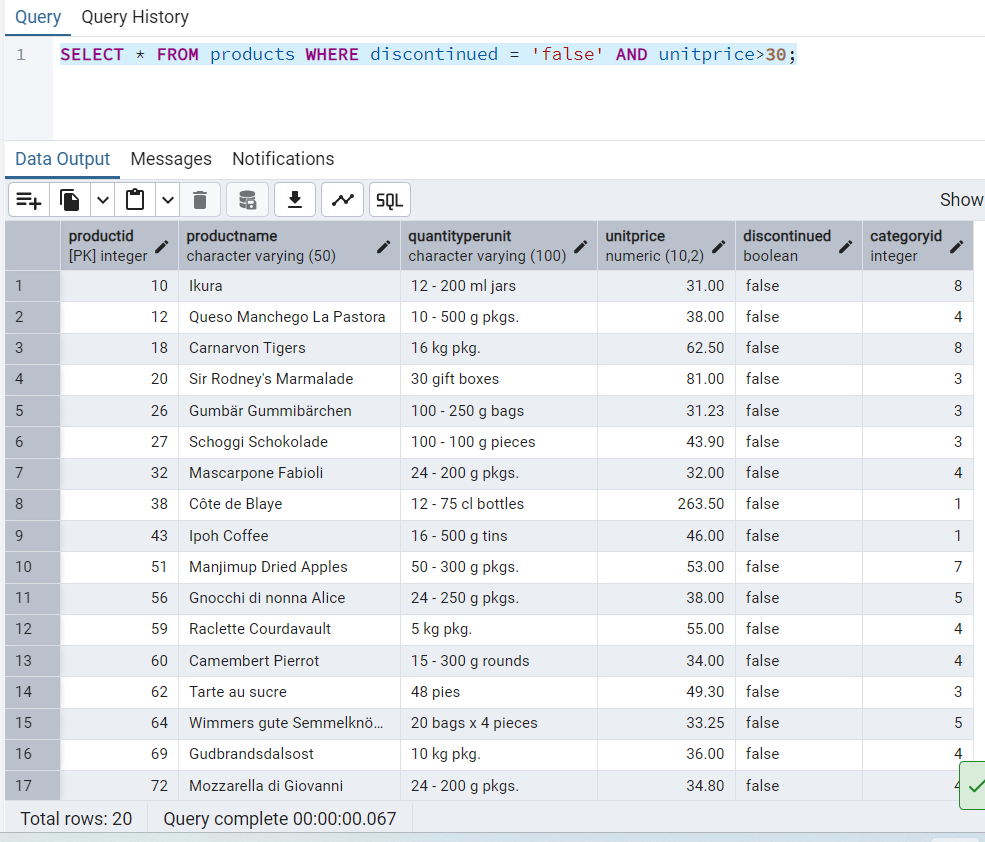 Query Query History
1 SELECT * FROM products WHERE discontinued = 'false' AND unitprice>30;
Data Output Messages Notifications
SQL Show
productid productname quantityperunit unitprice discontinued categoryid
[PK] integer character varying (50) character varying (100) numeric (10,2) boolean integer
1 10 Ikura 12 - 200 ml jars 31.00 false 8
2 12 Queso Manchego La Pastora 10 - 500 g pkgs. 38.00 false 4
3 18 Carnarvon Tigers 16 kg pkg. 62.50 false 8
4 20 Sir Rodney's Marmalade 30 gift boxes 81.00 false 3
5 26 Gumbär Gummibärchen 100 - 250 g bags 31.23 false 3
6 27 Schoggi Schokolade 100 - 100 g pieces 43.90 false 3
7 32 Mascarpone Fabioli 24 - 200 g pkgs. 32.00 false 4
8 38 Côte de Blaye 12 - 75 cl bottles 263.50 false 1
9 43 Ipoh Coffee 16 - 500 g tins 46.00 false 1
10 51 Manjimup Dried Apples 50 - 300 g pkgs. 53.00 false 7
11 56 Gnocchi di nonna Alice 24 - 250 g pkgs. 38.00 false 5
12 59 Raclette Courdavault 5 kg pkg. 55.00 false 4
13 60 Camembert Pierrot 15 - 300 g rounds 34.00 false 4
14 62 Tarte au sucre 48 pies 49.30 false 3
15 64 Wimmers gute Semmelknö... 20 bags x 4 pieces 33.25 false 5
16 69 Gudbrandsdalsost 10 kg pkg. 36.00 false 4
17 72 Mozzarella di Giovanni 24 - 200 g pkgs. 34.80 false 4
Total rows: 20 Query complete 00:00:00.067